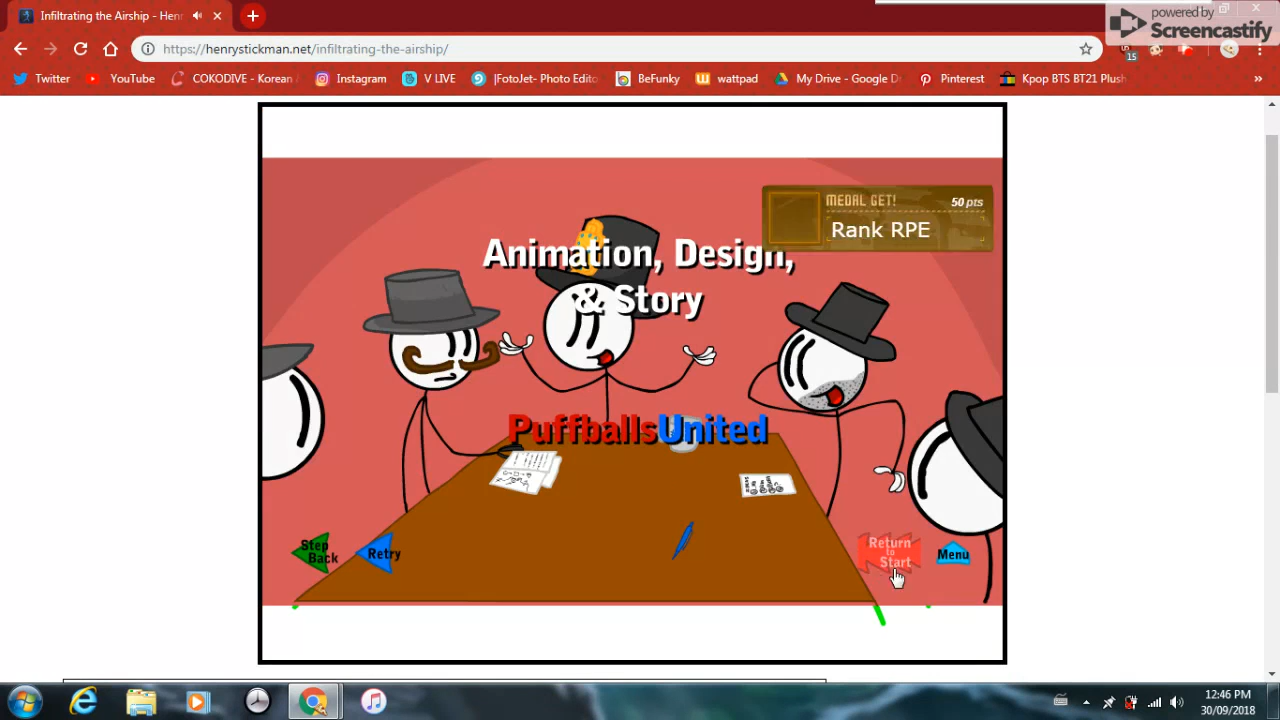 Infiltrating the Airship - Henr
powered by
Screencastify
https://henrystickman.net/infiltrating-the-airship/
15
Twitter
YouTube
COKODIVE - Korean
Instagram
V LIVE
|FotoJet- Photo Edito
BeFunky
wattpad
My Drive - Google D
Pinterest
Kpop BTS BT21 Plush
»
MEDAL GET!
50 pts
Rank RPE
Animation, Design,
& Story
PuffballsUnited
Step
Back
Retry
Return
to
Start
Menu
12:46 PM
30/09/2018